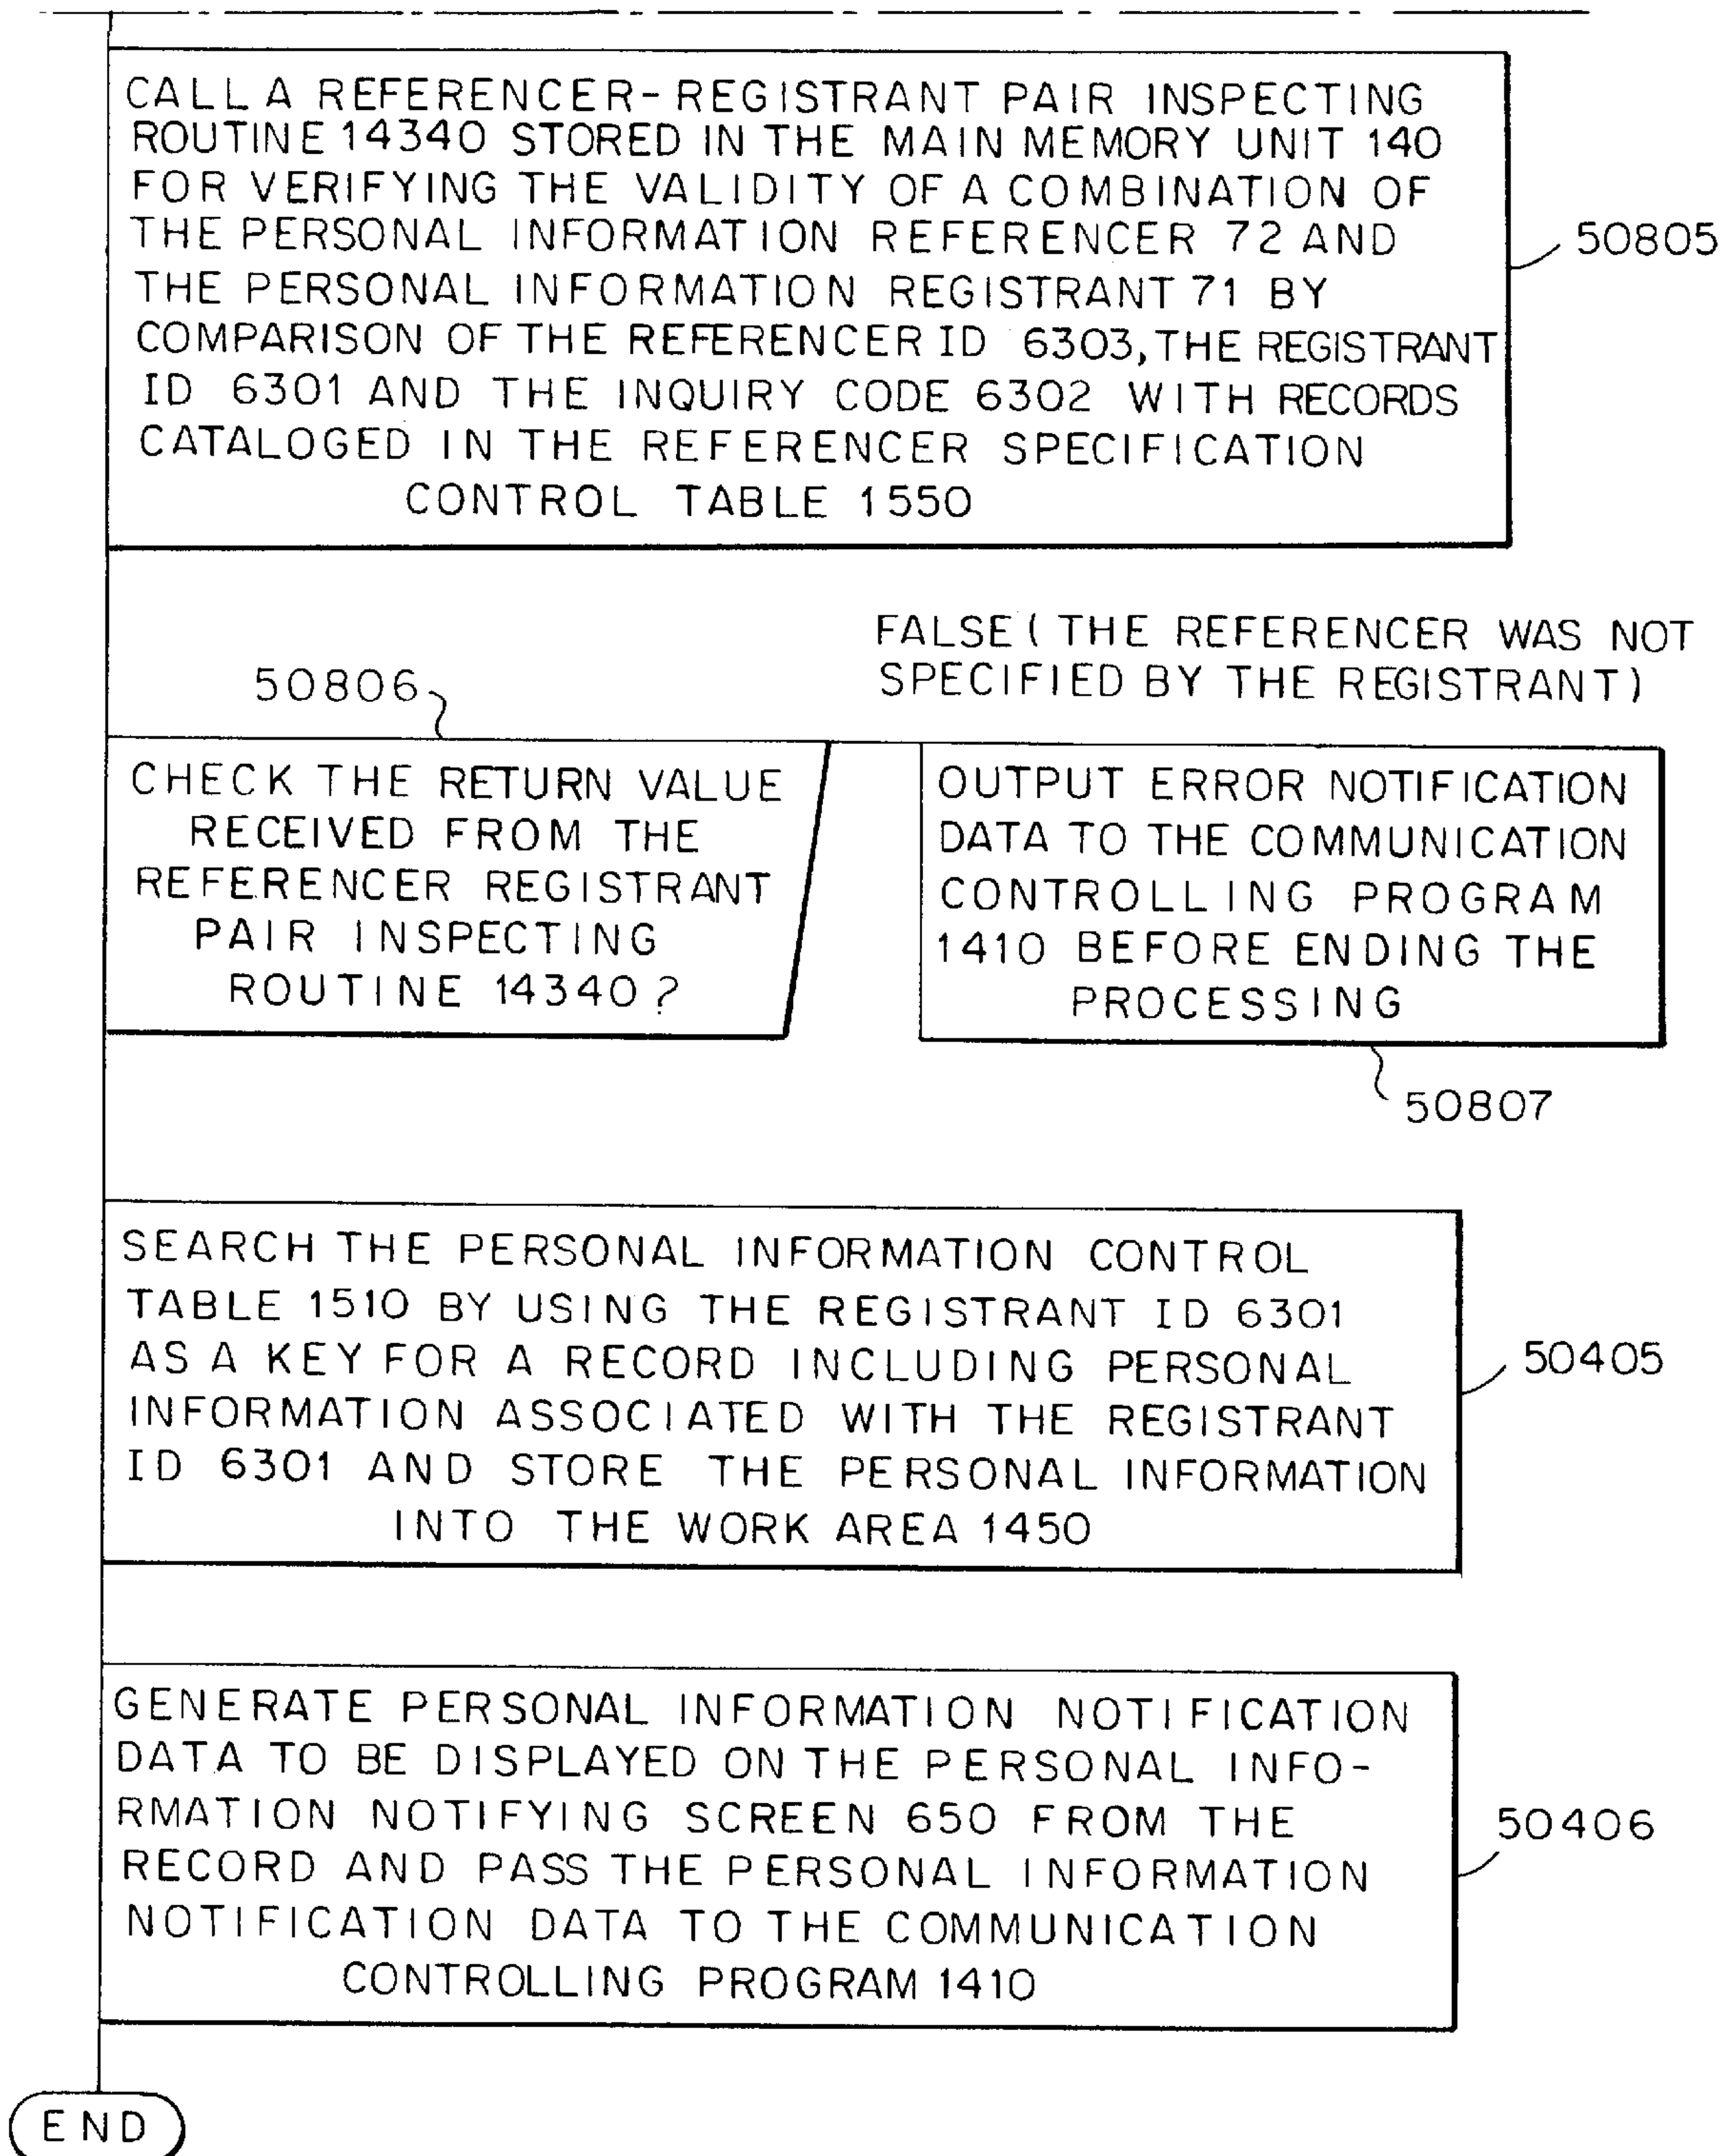 CALL A REFERENCER-REGISTRANT PAIR INSPECTING
ROUTINE 14340 STORED IN THE MAIN MEMORY UNIT 140
FOR VERIFYING THE VALIDITY OF A COMBINATION OF
THE PERSONAL INFORMATION REFERENCER 72 AND
THE PERSONAL INFORMATION REGISTRANT 71 BY
COMPARISON OF THE REFERENCER ID 6303, THE REGISTRANT
ID 6301 AND THE INQUIRY CODE 6302 WITH RECORDS
CATALOGED IN THE REFERENCER SPECIFICATION
CONTROL TABLE 1550
50805
FALSE (THE REFERENCER WAS NOT
SPECIFIED BY THE REGISTRANT)
50806
CHECK THE RETURN VALUE
RECEIVED FROM THE
REFERENCER REGISTRANT
PAIR INSPECTING
ROUTINE 14340?
OUTPUT ERROR NOTIFICATION
DATA TO THE COMMUNICATION
CONTROLLING PROGRAM
1410 BEFORE ENDING THE
PROCESSING
50807
SEARCH THE PERSONAL INFORMATION CONTROL
TABLE 1510 BY USING THE REGISTRANT ID 6301
AS A KEY FOR A RECORD INCLUDING PERSONAL
INFORMATION ASSOCIATED WITH THE REGISTRANT
ID 6301 AND STORE THE PERSONAL INFORMATION
INTO THE WORK AREA 1450
50405
GENERATE PERSONAL INFORMATION NOTIFICATION
DATA TO BE DISPLAYED ON THE PERSONAL INFO-
RMATION NOTIFYING SCREEN 650 FROM THE
RECORD AND PASS THE PERSONAL INFORMATION
NOTIFICATION DATA TO THE COMMUNICATION
CONTROLLING PROGRAM 1410
50406
END